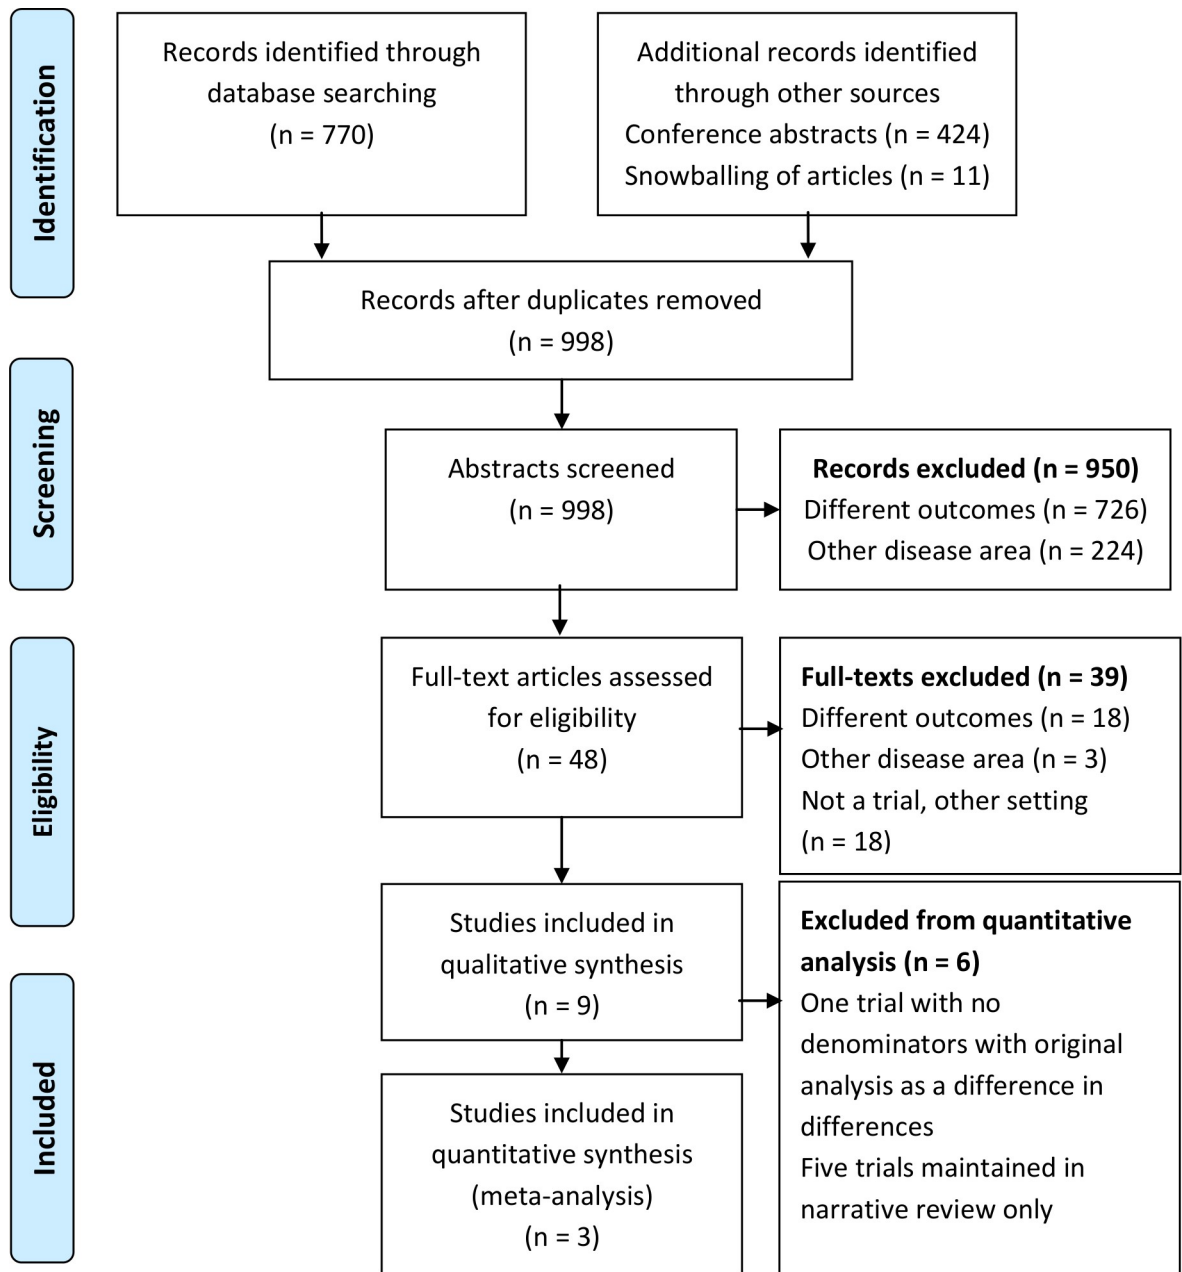 Identification
Records identified through
database searching
(n = 770)
Additional records identified
through other sources
Conference abstracts (n = 424)
Snowballing of articles (n = 11)
Records after duplicates removed
(n = 998)
Screening
Abstracts screened
(n = 998)
Records excluded (n = 950)
Different outcomes (n = 726)
Other disease area (n = 224)
Eligibility
Full-text articles assessed
for eligibility
(n = 48)
Full-texts excluded (n = 39)
Different outcomes (n = 18)
Other disease area (n = 3)
Not a trial, other setting
(n = 18)
Studies included in
qualitative synthesis
(n = 9)
Excluded from quantitative
analysis (n = 6)
One trial with no
denominators with original
analysis as a difference in
differences
Five trials maintained in
narrative review only
Included
Studies included in
quantitative synthesis
(meta-analysis)
(n = 3)